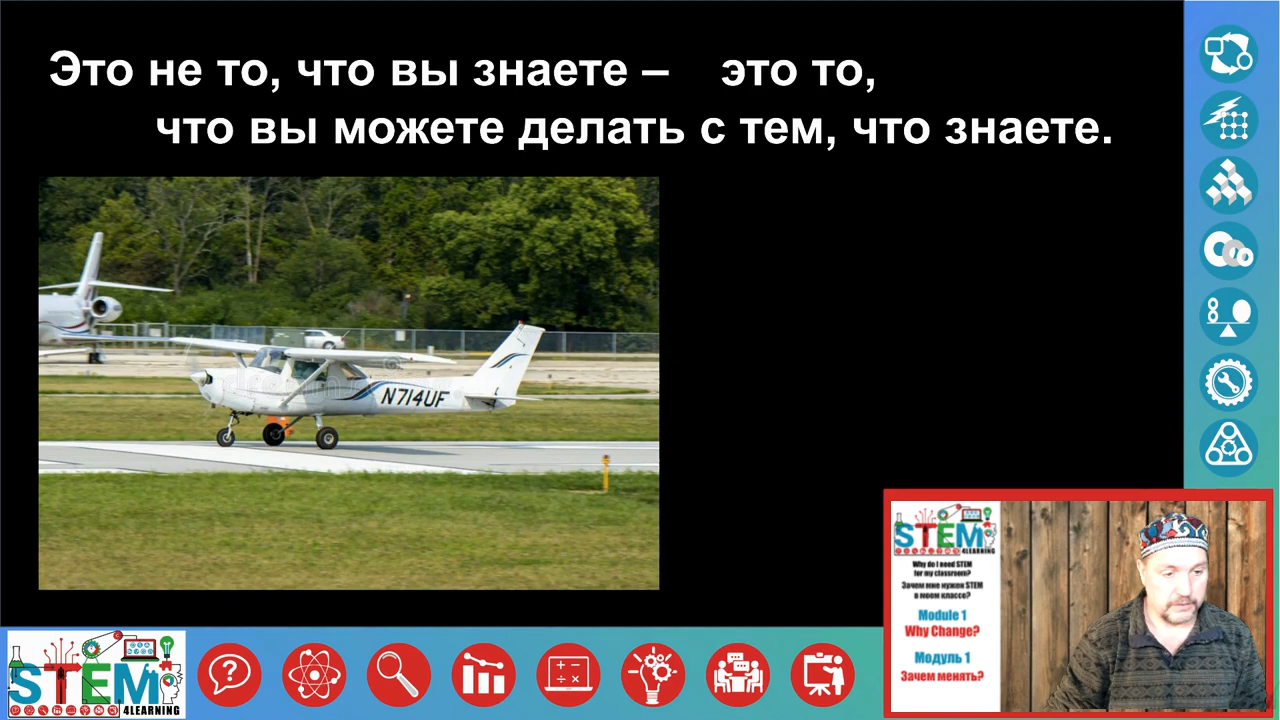 Это не то, что вы знаете – это то,
что вы можете делать с тем, что знаете.
N714UF
STEM
4LEARNING
Why do I need STEM
for my classroom?
Зачем мне нужен STEM
в моем классе?
Module 1
Why Change?
Модуль 1
Зачем менять?
STEM
4LEARNING